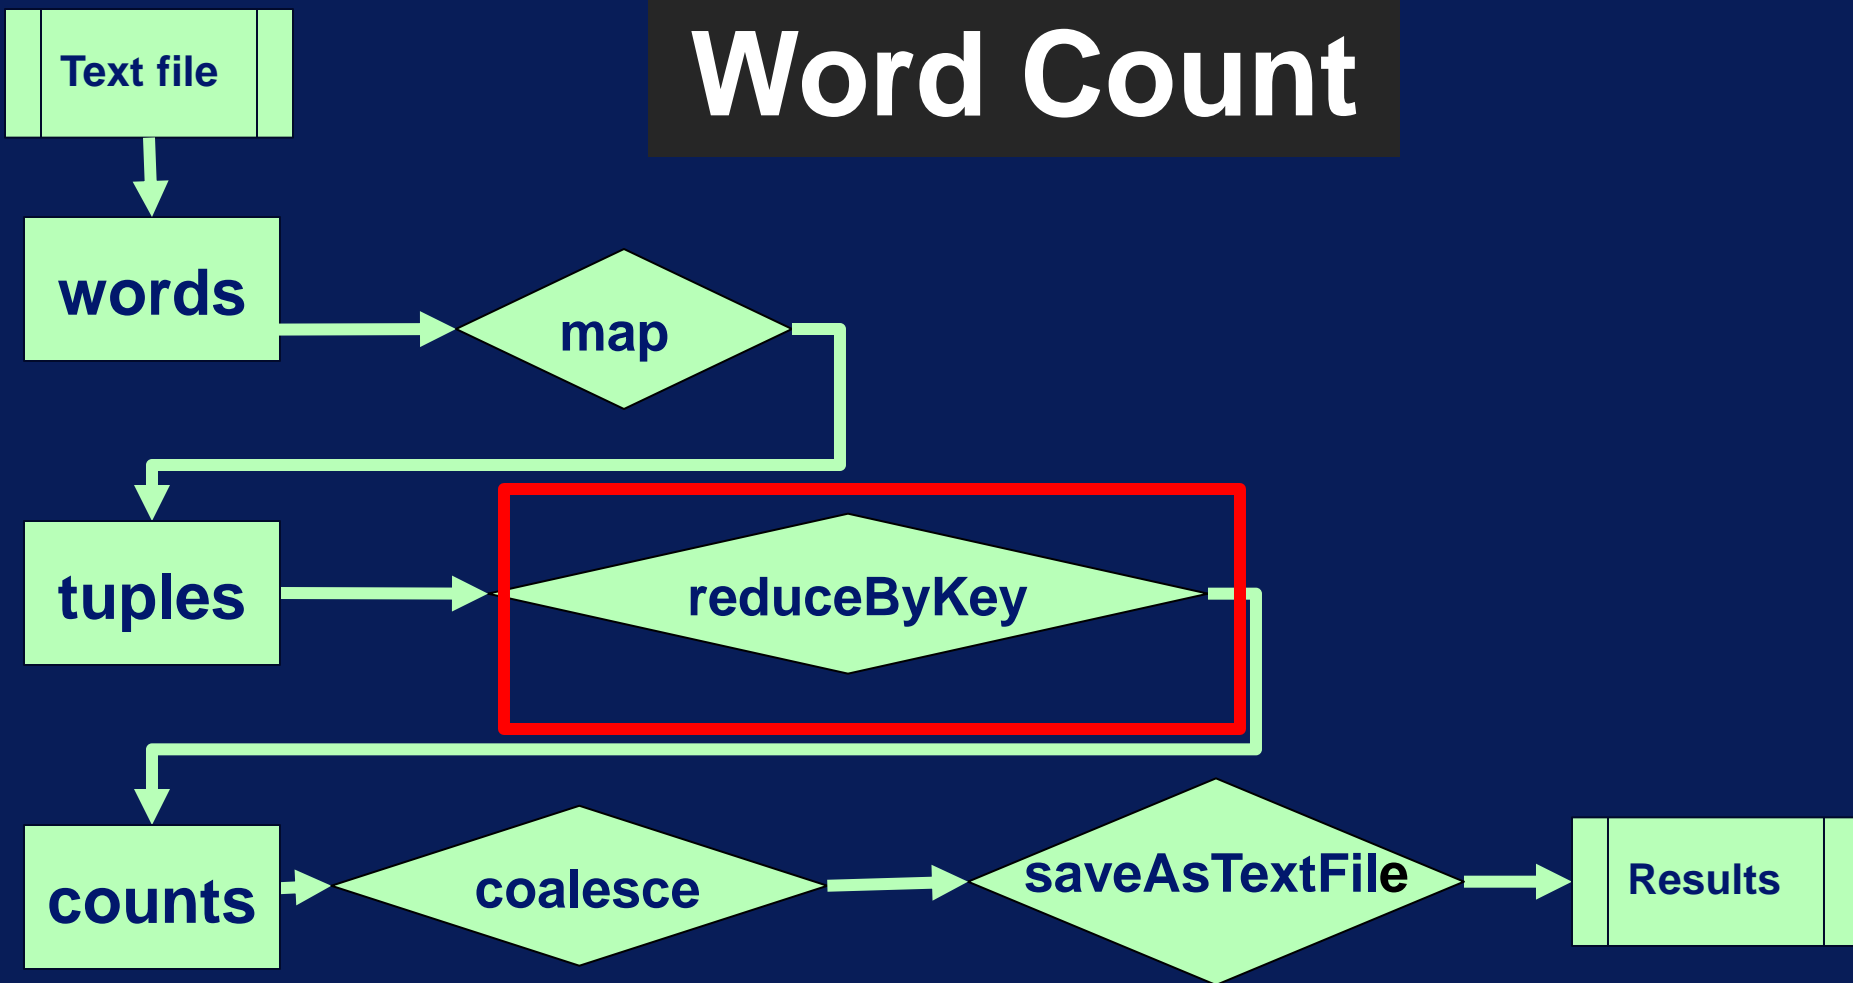 Word Count
Text file
words
map
tuples
reduceByKey
counts
coalesce
saveAsTextFile
Results